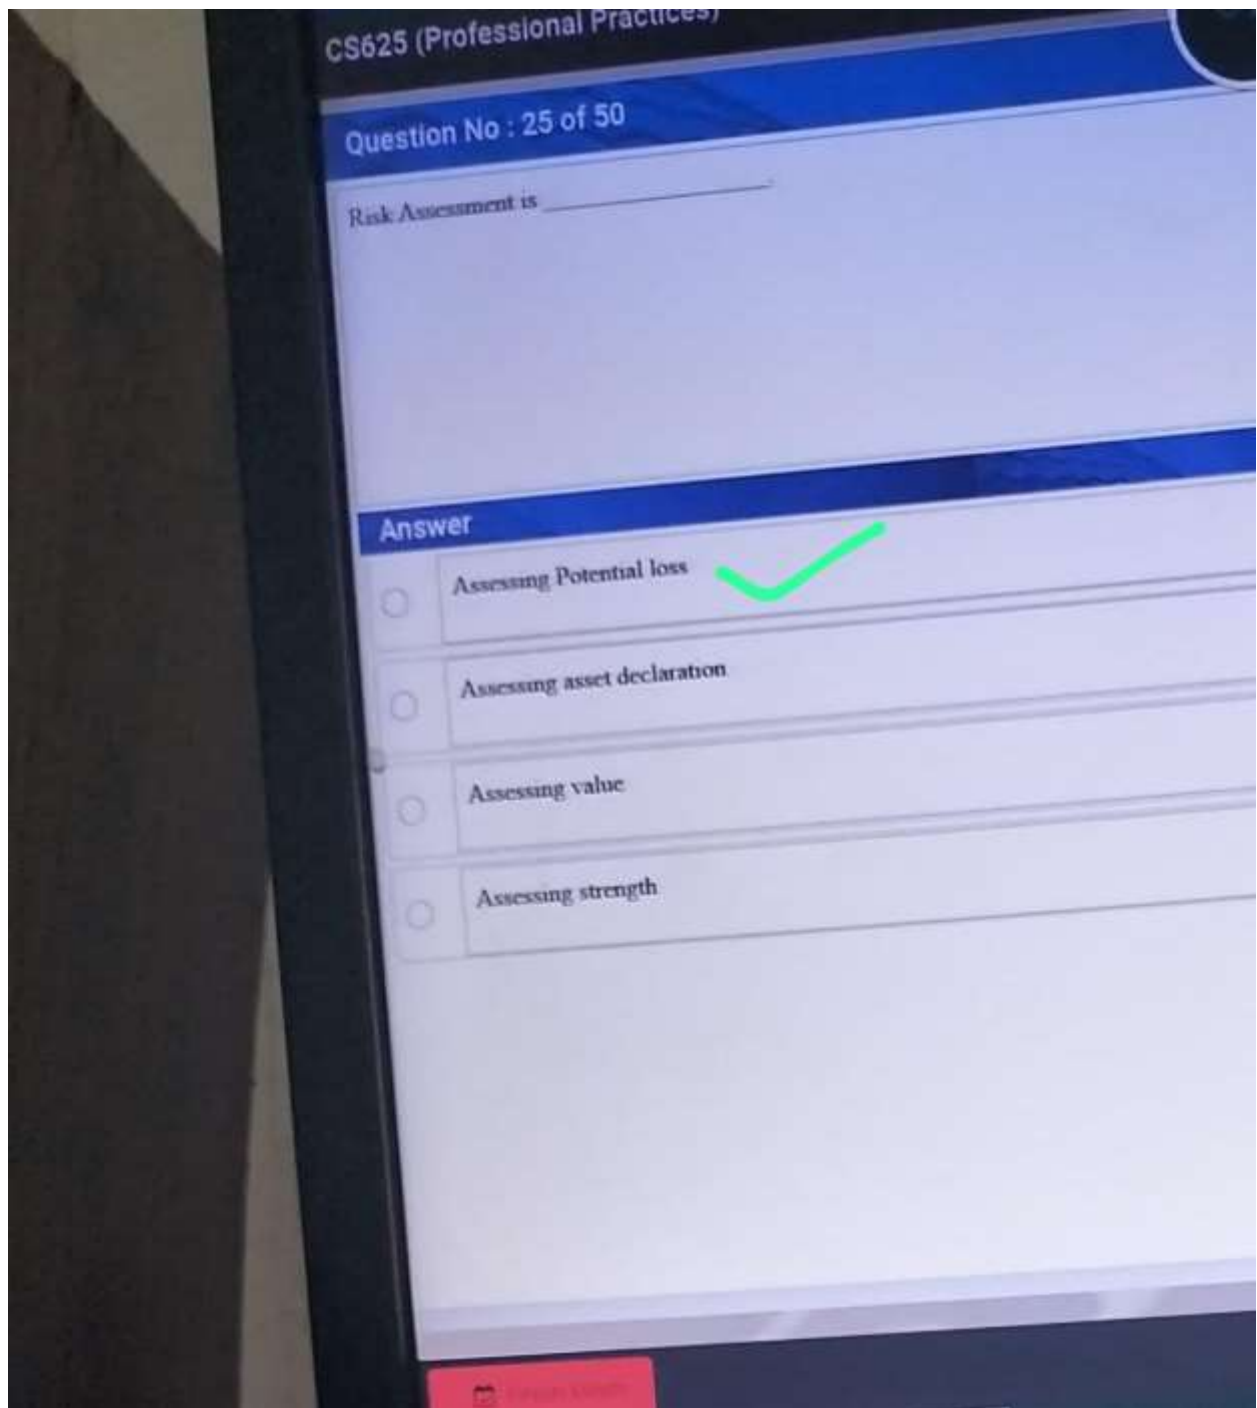 CS625 (Professional Practices)
Question No : 25 of 50
Risk Assessment is ____________________.
Answer
Assessing Potential loss
Assessing asset declaration
Assessing value
Assessing strength